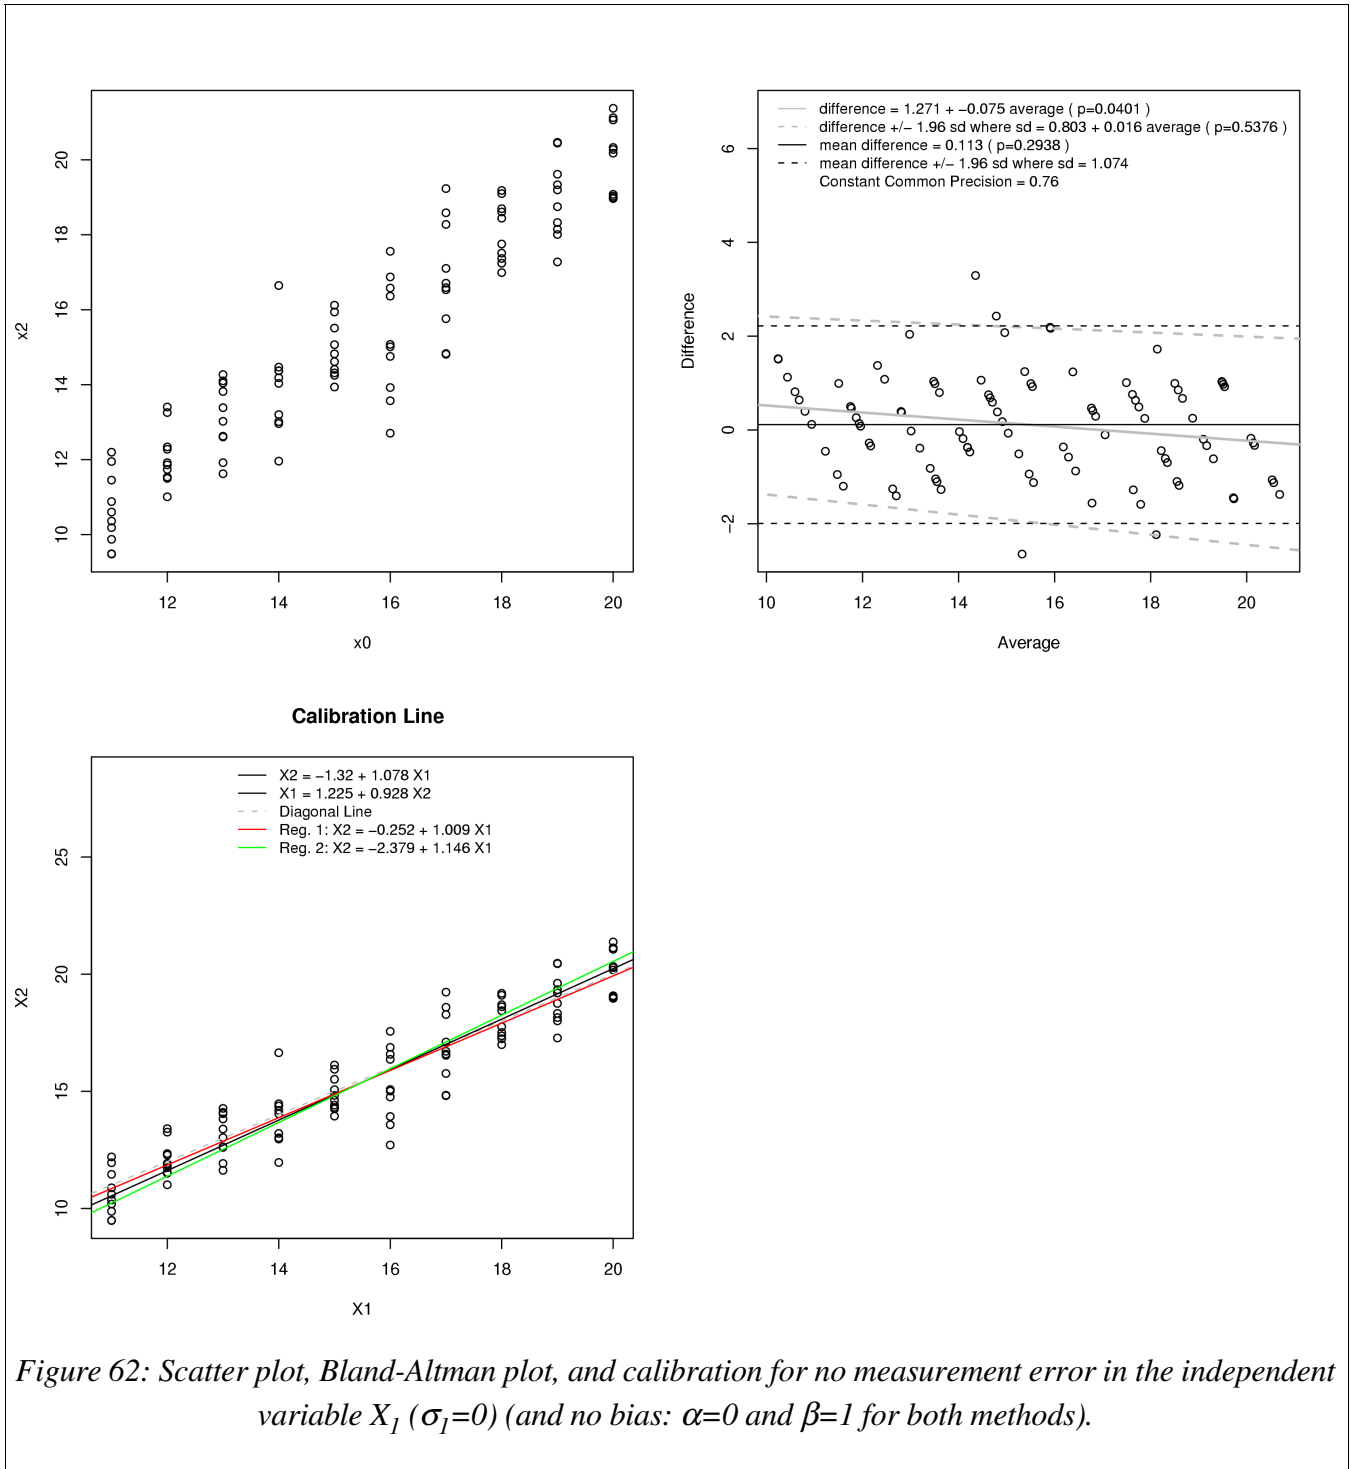 x2
10
12
14
16
18
20
12
14
16
18
20
x0
difference = 1.271 + −0.075 average ( p=0.0401 )
difference +/− 1.96 sd where sd = 0.803 + 0.016 average ( p=0.5376 )
mean difference = 0.113 ( p=0.2938 )
mean difference +/− 1.96 sd where sd = 1.074
Constant Common Precision = 0.76
Difference
−2
0
2
4
6
10
12
14
16
18
20
Average
Calibration Line
X2 = −1.32 + 1.078 X1
X1 = 1.225 + 0.928 X2
Diagonal Line
Reg. 1: X2 = −0.252 + 1.009 X1
Reg. 2: X2 = −2.379 + 1.146 X1
X2
10
15
20
25
12
14
16
18
20
X1
Figure 62: Scatter plot, Bland-Altman plot, and calibration for no measurement error in the independent
variable X1 (σ1=0) (and no bias: α=0 and β=1 for both methods).